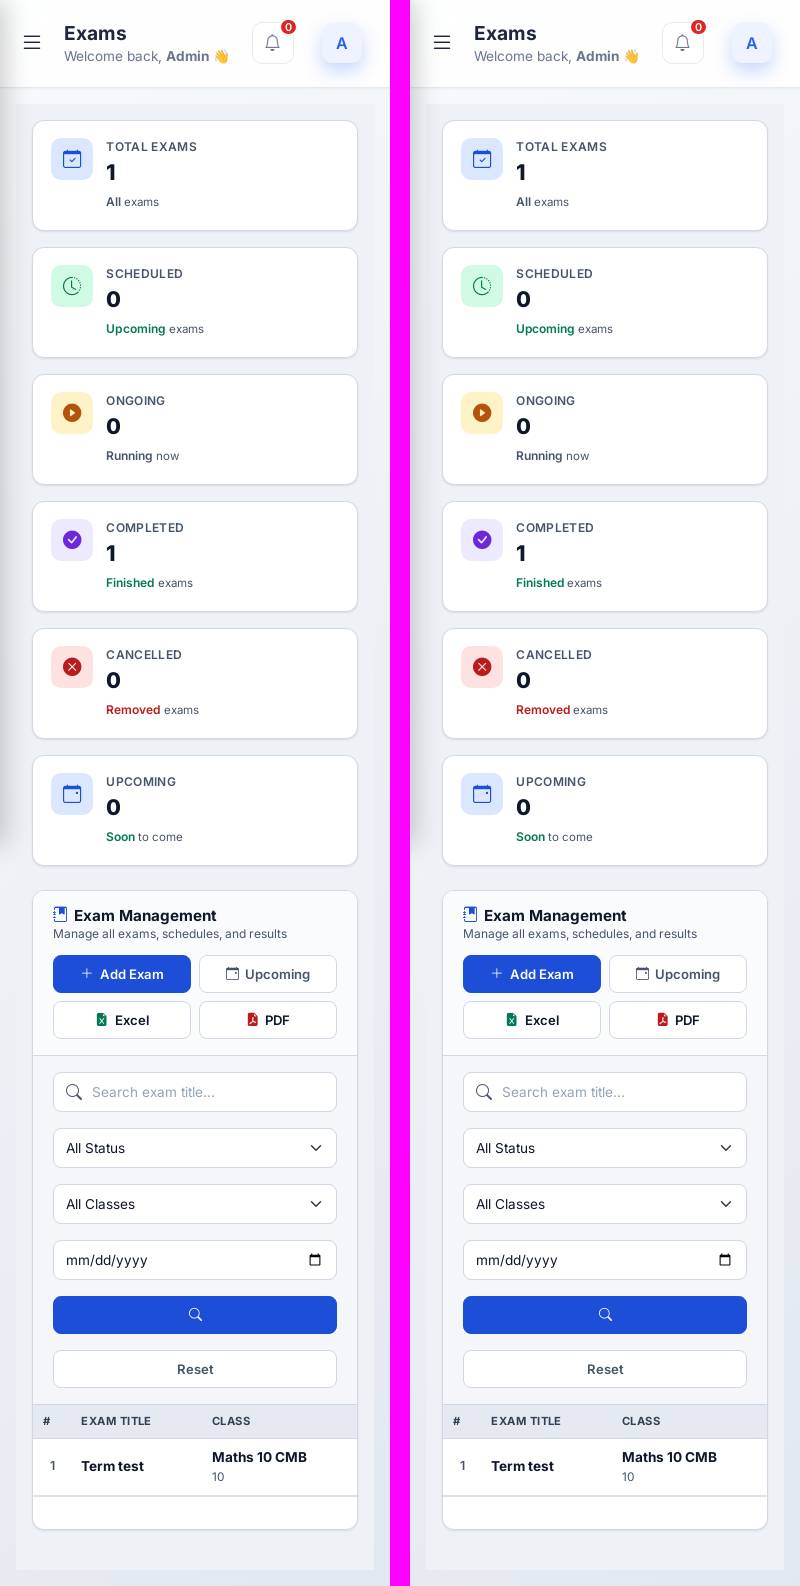 Exams
Welcome back, Admin 👋
0
A
TOTAL EXAMS
1
All exams
SCHEDULED
0
Upcoming exams
ONGOING
0
Running now
COMPLETED
1
Finished exams
CANCELLED
0
Removed exams
UPCOMING
0
Soon to come
Exam Management
Manage all exams, schedules, and results
Add Exam
Upcoming
Excel
PDF
Search exam title...
All Status
All Classes
mm/dd/yyyy
Reset
# EXAM TITLE CLASS
1 Term test Maths 10 CMB
10
Exams
Welcome back, Admin 👋
0
A
TOTAL EXAMS
1
All exams
SCHEDULED
0
Upcoming exams
ONGOING
0
Running now
COMPLETED
1
Finished exams
CANCELLED
0
Removed exams
UPCOMING
0
Soon to come
Exam Management
Manage all exams, schedules, and results
Add Exam
Upcoming
Excel
PDF
Search exam title...
All Status
All Classes
mm/dd/yyyy
Reset
# EXAM TITLE CLASS
1 Term test Maths 10 CMB
10